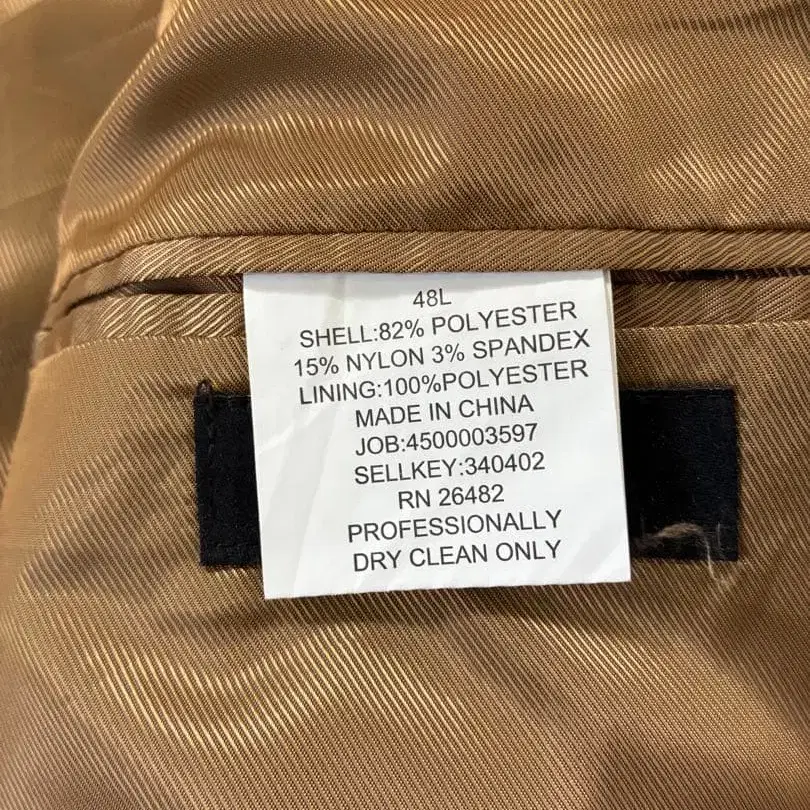 48L
SHELL:82% POLYESTER
15% NYLON 3% SPANDEX
LINING:100%POLYESTER
MADE IN CHINA
JOB:4500003597
SELLKEY:340402
RN 26482
PROFESSIONALLY
DRY CLEAN ONLY